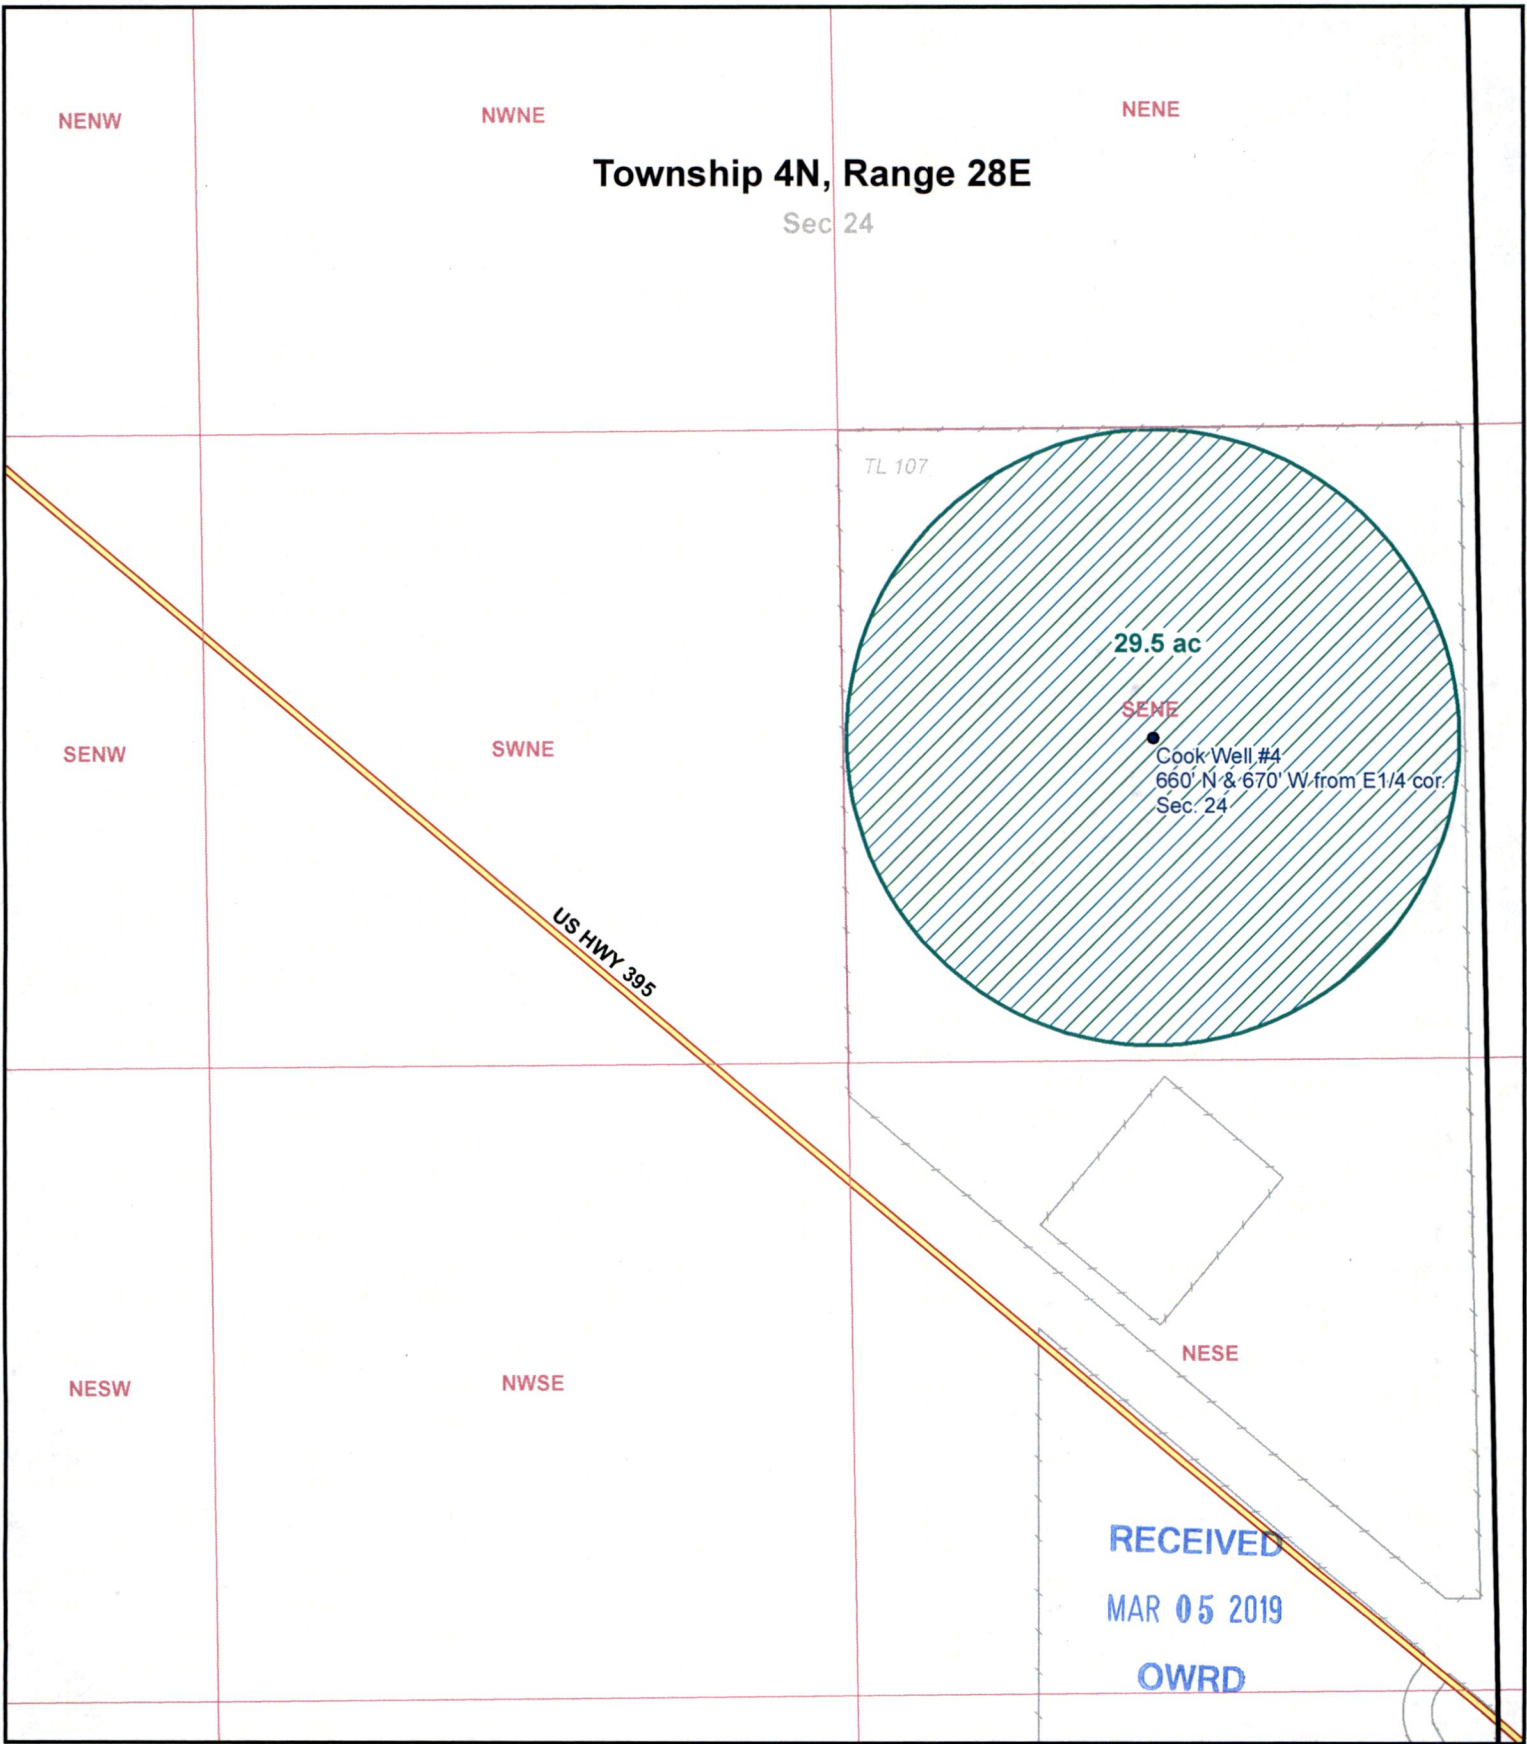 NENW
NWNE
NENE
Township 4N, Range 28E
Sec 24
TL 107
29.5 ac
SENE
SENW
SWNE
Cook Well #4
660' N & 670' W from E1/4 cor.
Sec. 24
US HWY 395
NESE
NESW
NWSE
RECEIVED
MAR 05 2019
OWRD